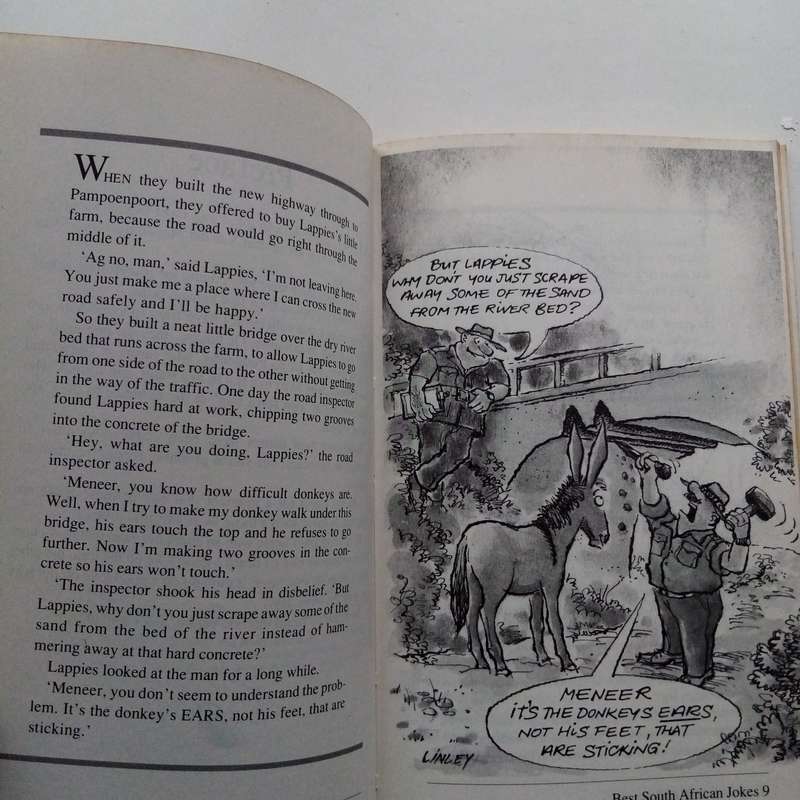 WHEN they built the new highway through to
Pampoenpoort, they offered to buy Lappies's little
farm, because the road would go right through the
middle of it.
‘Ag no, man,’ said Lappies, ‘I'm not leaving here.
You just make me a place where I can cross the new
road safely and I'll be happy.’
So they built a neat little bridge over the dry river
bed that runs across the farm, to allow Lappies to go
from one side of the road to the other without getting
in the way of the traffic. One day the road inspector
found Lappies hard at work, chipping two grooves
into the concrete of the bridge.
‘Hey, what are you doing, Lappies?’ the road
inspector asked.
‘Meneer, you know how difficult donkeys are.
Well, when I try to make my donkey walk under this
bridge, his ears touch the top and he refuses to go
further. Now I'm making two grooves in the con-
crete so his ears won't touch.’
‘The inspector shook his head in disbelief. ‘But
Lappies, why don't you just scrape away some of the
sand from the bed of the river instead of ham-
mering away at that hard concrete?’
Lappies looked at the man for a long while.
‘Meneer, you don't seem to understand the prob-
lem. It's the donkey's EARS, not his feet, that are
sticking.’
BUT LAPPIES
WHY DON'T YOU JUST SCRAPE
AWAY SOME OF THE SAND
FROM THE RIVER BED?
MENEER
IT'S THE DONKEYS EARS,
NOT HIS FEET, THAT
ARE STICKING!
LINLEY
Best South African Jokes 9